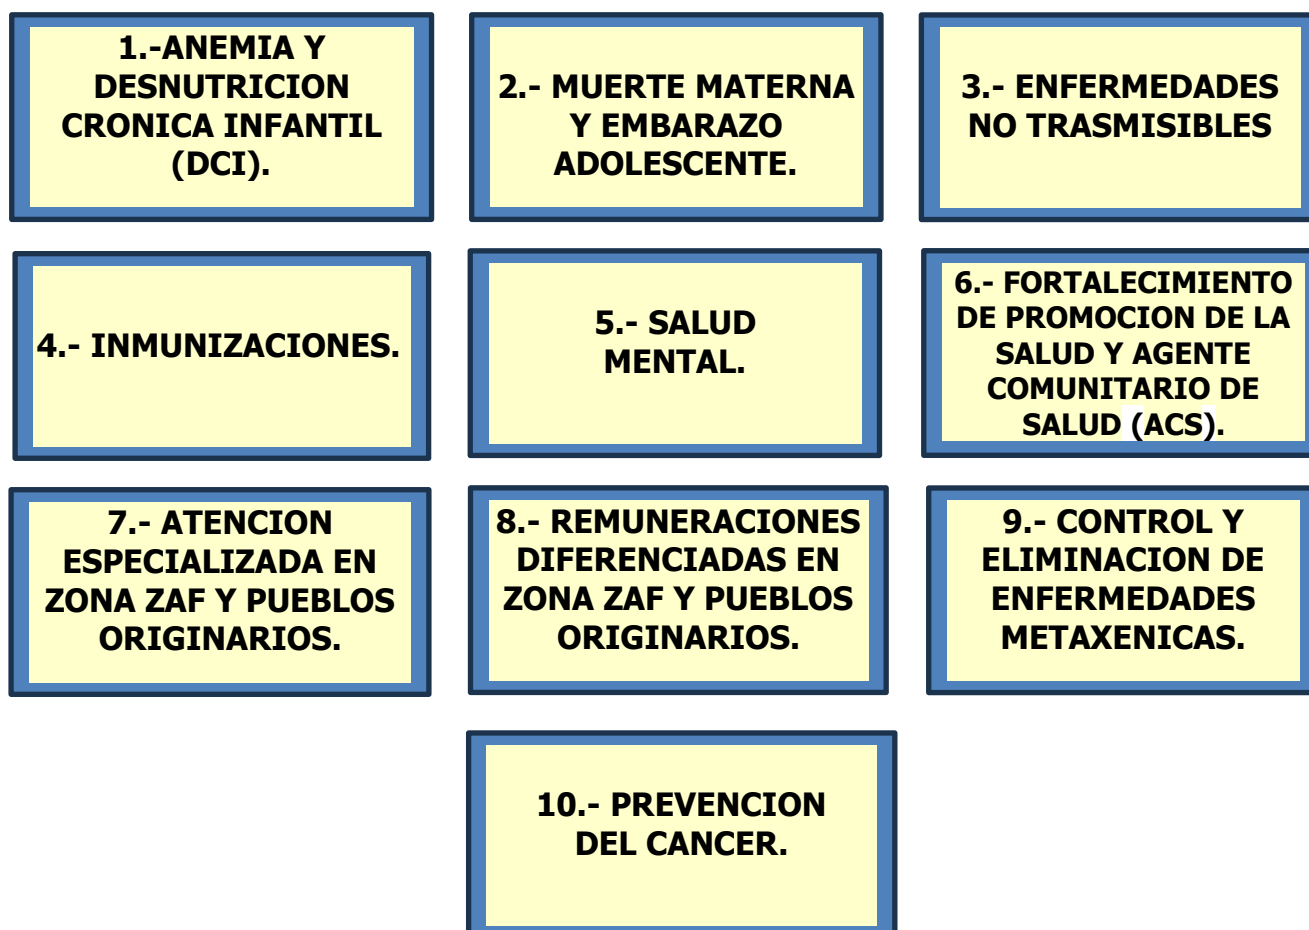 1.-ANEMIA Y
DESNUTRICION
CRONICA INFANTIL
(DCI).
2.- MUERTE MATERNA
Y EMBARAZO
ADOLESCENTE.
3.- ENFERMEDADES
NO TRASMISIBLES
4.- INMUNIZACIONES.
5.- SALUD
MENTAL.
6.- FORTALECIMIENTO
DE PROMOCION DE LA
SALUD Y AGENTE
COMUNITARIO DE
SALUD (ACS).
7.- ATENCION
ESPECIALIZADA EN
ZONA ZAF Y PUEBLOS
ORIGINARIOS.
8.- REMUNERACIONES
DIFERENCIADAS EN
ZONA ZAF Y PUEBLOS
ORIGINARIOS.
9.- CONTROL Y
ELIMINACION DE
ENFERMEDADES
METAXENICAS.
10.- PREVENCION
DEL CANCER.